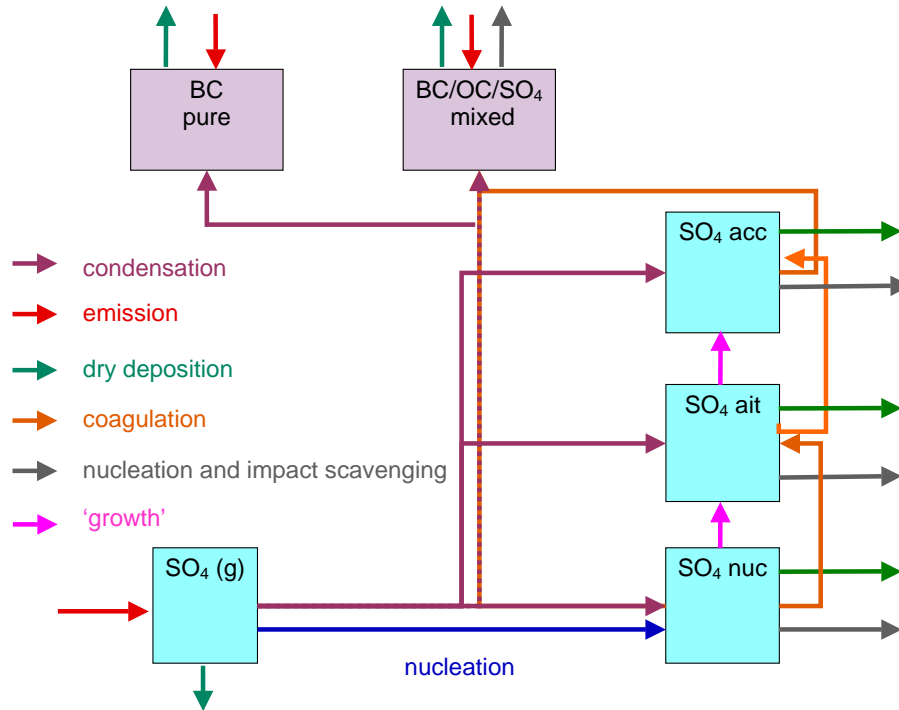 BC
pure
BC/OC/SO₄
mixed
SO₄ acc
condensation
emission
dry deposition
SO₄ ait
coagulation
nucleation and impact scavenging
‘growth’
SO₄ (g)
SO₄ nuc
nucleation